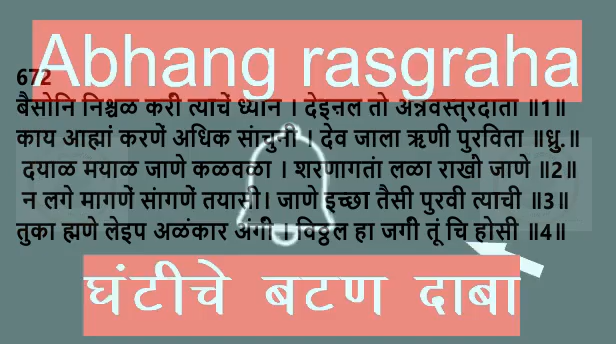 Abhang rasgraha
672
बैसोनि निश्चळ करीं त्याचें ध्यान । देइऩल तो अन्नवस्त्रदाता ॥1॥
काय आह्मां करणें अधिक सांचुनी । देव जाला ऋणी पुरविता ॥ध्रु.॥
दयाळ मयाळ जाणे कळवळा । शरणागतां लळा राखों जाणे ॥2॥
न लगे मागणें सांगणें तयासी। जाणे इच्छा तैसी पुरवी त्याची ॥3॥
तुका ह्मणे लेइप अळंकार अंगीं । विठ्ठल हा जगीं तूं चि होसी ॥4॥
घंटीचे बटण दाबा